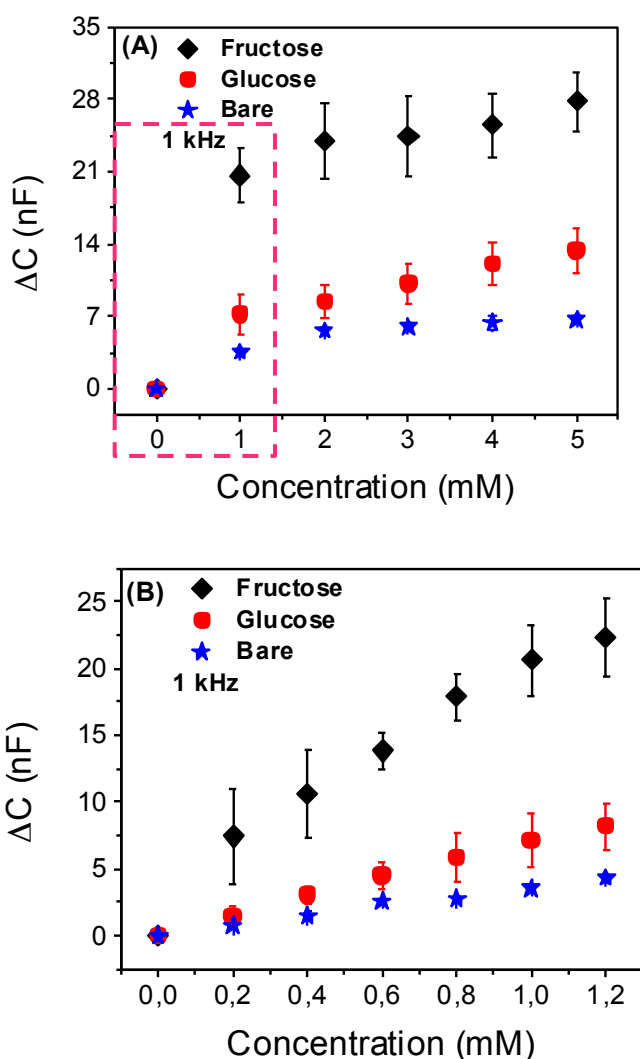 (A)
Fructose
Glucose
Bare
1 kHz
35
28
21
14
7
0
ΔC (nF)
0 1 2 3 4 5
Concentration (mM)
(B)
Fructose
Glucose
Bare
1 kHz
25
20
15
10
5
0
ΔC (nF)
0,0 0,2 0,4 0,6 0,8 1,0 1,2
Concentration (mM)